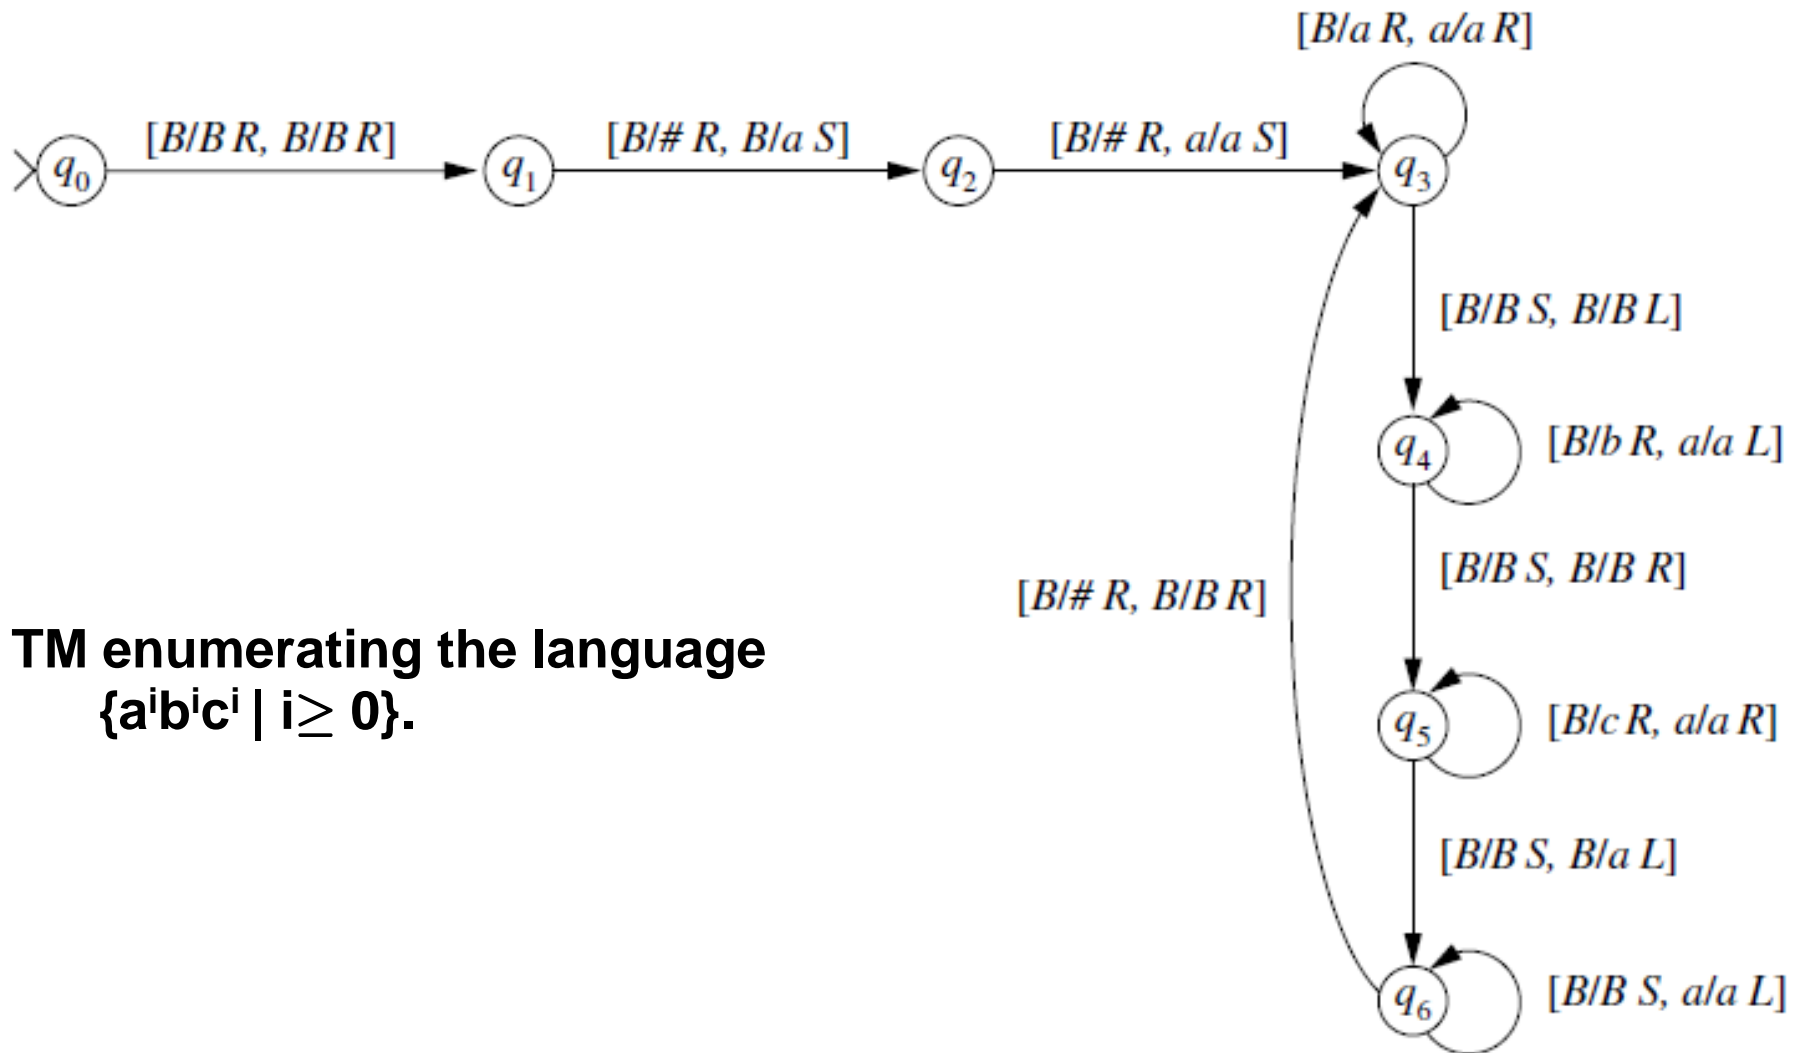 [B/a R, a/a R]
q0 [B/B R, B/B R] q1 [B/# R, B/a S] q2 [B/# R, a/a S] q3
[B/B S, B/B L]
q4 [B/b R, a/a L]
[B/B S, B/B R]
[B/# R, B/B R]
TM enumerating the language
{aⁱbⁱcⁱ | i≥ 0}.
q5 [B/c R, a/a R]
[B/B S, B/a L]
q6 [B/B S, a/a L]